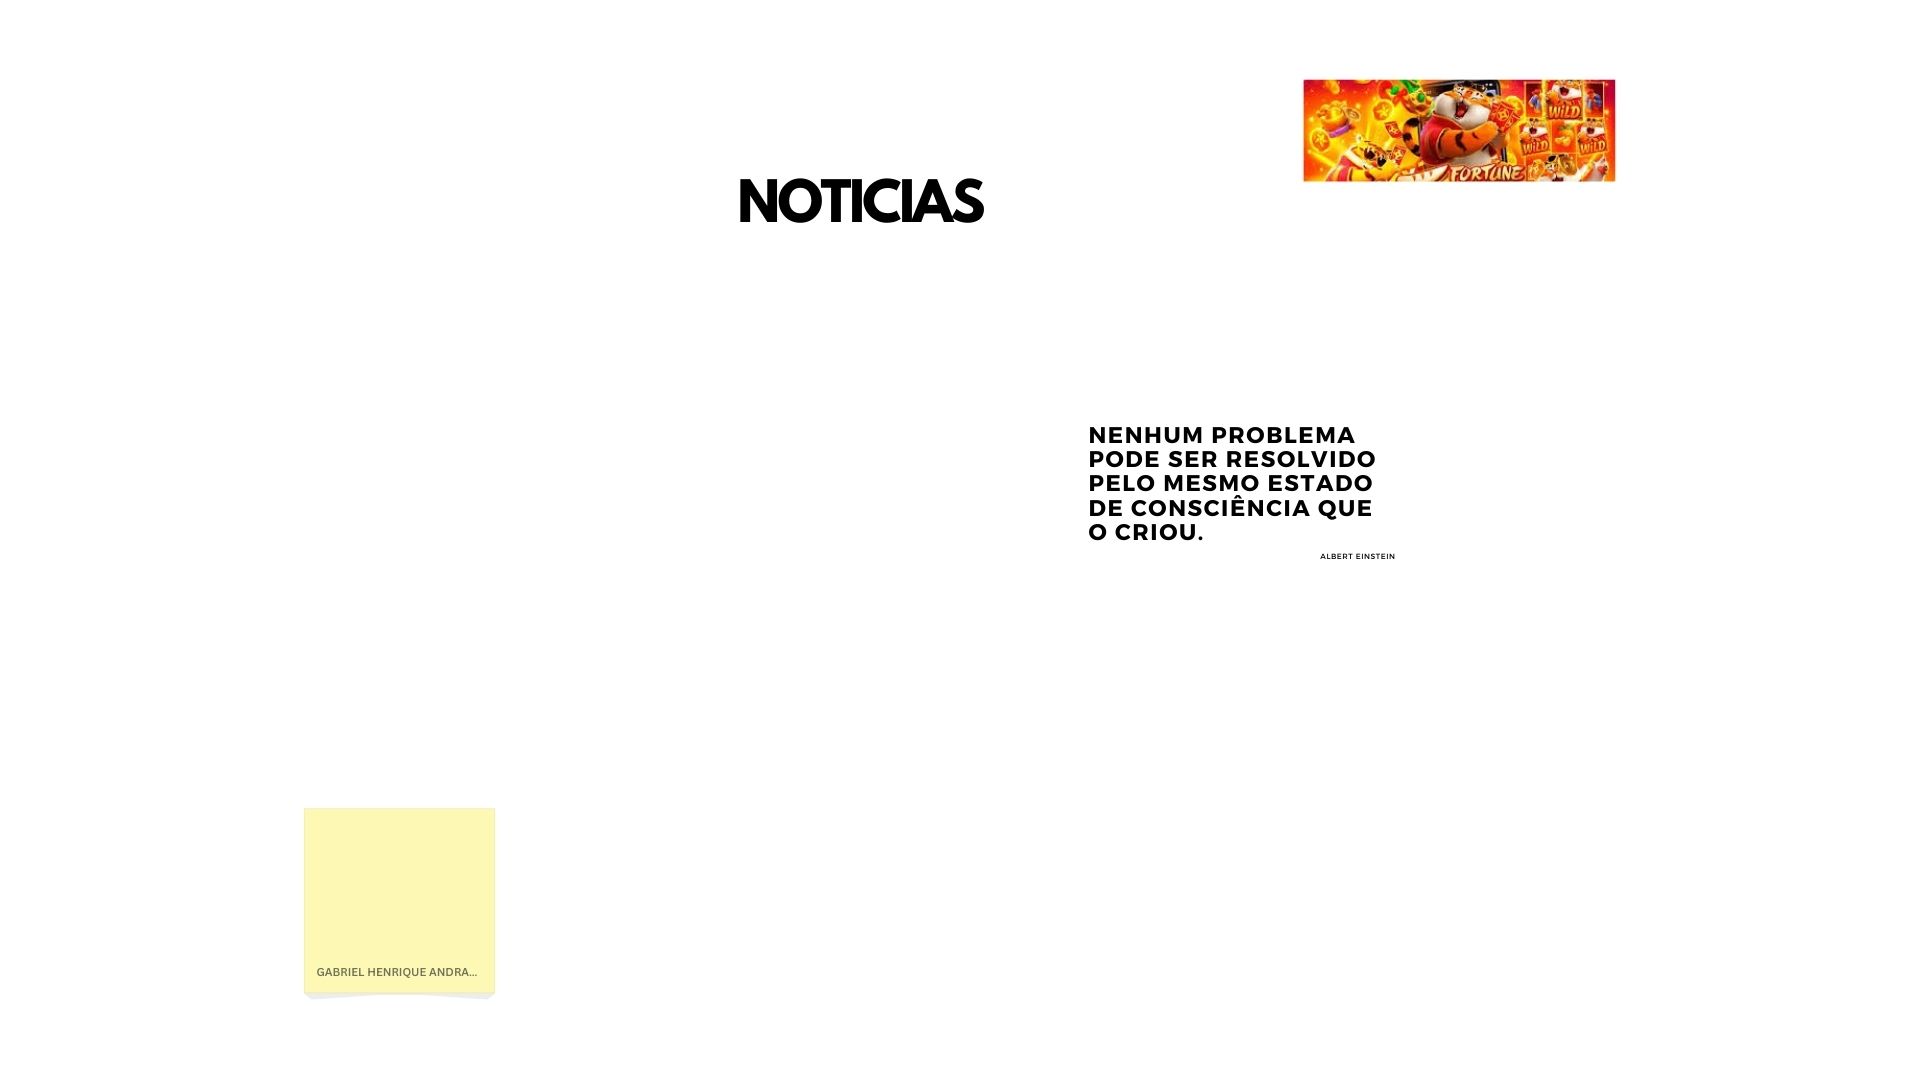 NOTICIAS
WILD
WILD
WILD
FORTUNE
NENHUM PROBLEMA
PODE SER RESOLVIDO
PELO MESMO ESTADO
DE CONSCIÊNCIA QUE
O CRIOU.
ALBERT EINSTEIN
GABRIEL HENRIQUE ANDRA...